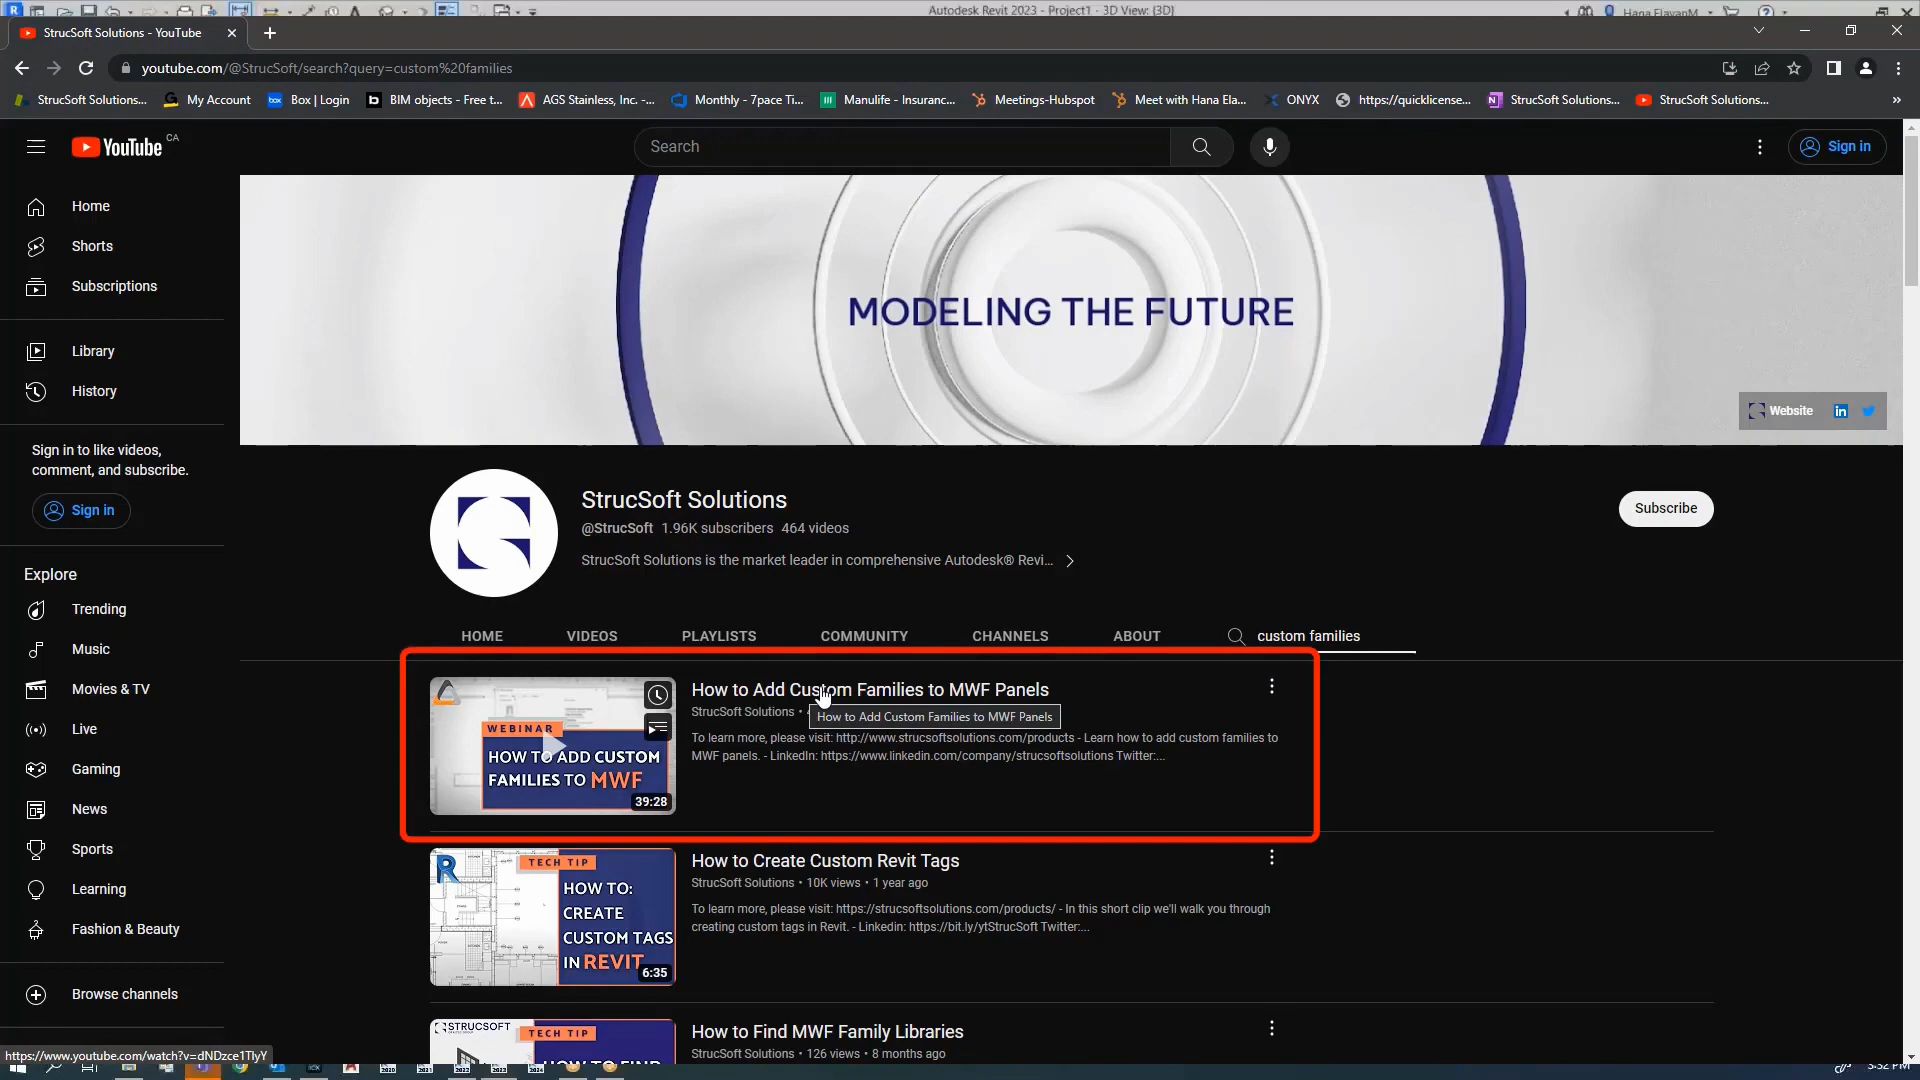 Autodesk Revit 2023 - Project1 - 3D View: {3D}
Hana ElayanM
StrucSoft Solutions - YouTube
youtube.com/@StrucSoft/search?query=custom%20families
StrucSoft Solutions...
My Account
Box | Login
BIM objects - Free t...
AGS Stainless, Inc. -...
Monthly - 7pace Ti...
Manulife - Insuranc...
Meetings-Hubspot
Meet with Hana Ela...
ONYX
https://quicklicense...
StrucSoft Solutions...
StrucSoft Solutions...
YouTube CA
Search
Sign in
Home
Shorts
Subscriptions
Library
History
Sign in to like videos,
comment, and subscribe.
Sign in
Explore
Trending
Music
Movies & TV
Live
Gaming
News
Sports
Learning
Fashion & Beauty
Browse channels
https://www.youtube.com/watch?v=dNDzce1TlyY
MODELING THE FUTURE
Website
StrucSoft Solutions
@StrucSoft 1.96K subscribers 464 videos
StrucSoft Solutions is the market leader in comprehensive Autodesk® Revi...
Subscribe
HOME
VIDEOS
PLAYLISTS
COMMUNITY
CHANNELS
ABOUT
custom families
WEBINAR
HOW TO ADD CUSTOM
FAMILIES TO MWF
39:28
How to Add Custom Families to MWF Panels
StrucSoft Solutions •
How to Add Custom Families to MWF Panels
To learn more, please visit: http://www.strucsoftsolutions.com/products - Learn how to add custom families to
MWF panels. - LinkedIn: https://www.linkedin.com/company/strucsoftsolutions Twitter:...
TECH TIP
HOW TO:
CREATE
CUSTOM TAGS
IN REVIT
6:35
How to Create Custom Revit Tags
StrucSoft Solutions • 10K views • 1 year ago
To learn more, please visit: https://strucsoftsolutions.com/products/ - In this short clip we'll walk you through
creating custom tags in Revit. - Linkedin: https://bit.ly/ytStrucSoft Twitter:...
STRUCSOFT
TECH TIP
HOW TO FIND
How to Find MWF Family Libraries
StrucSoft Solutions • 126 views • 8 months ago
3:32 PM